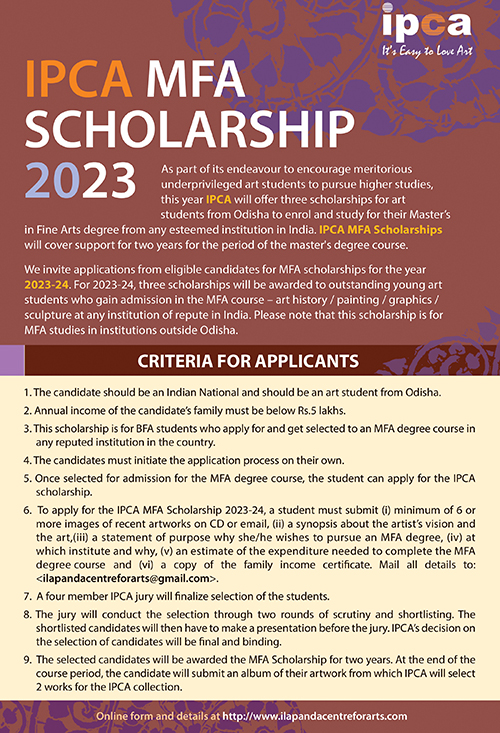 ipca
It's Easy to Love Art
IPCA MFA
SCHOLARSHIP
2023
As part of its endeavour to encourage meritorious
underprivileged art students to pursue higher studies,
this year IPCA will offer three scholarships for art
students from Odisha to enrol and study for their Master's
in Fine Arts degree from any esteemed institution in India. IPCA MFA Scholarships
will cover support for two years for the period of the master's degree course.
We invite applications from eligible candidates for MFA scholarships for the year
2023-24. For 2023-24, three scholarships will be awarded to outstanding young art
students who gain admission in the MFA course – art history / painting / graphics /
sculpture at any institution of repute in India. Please note that this scholarship is for
MFA studies in institutions outside Odisha.
CRITERIA FOR APPLICANTS
1. The candidate should be an Indian National and should be an art student from Odisha.
2. Annual income of the candidate's family must be below Rs.5 lakhs.
3. This scholarship is for BFA students who apply for and get selected to an MFA degree course in
any reputed institution in the country.
4. The candidates must initiate the application process on their own.
5. Once selected for admission for the MFA degree course, the student can apply for the IPCA
scholarship.
6. To apply for the IPCA MFA Scholarship 2023-24, a student must submit (i) minimum of 6 or
more images of recent artworks on CD or email, (ii) a synopsis about the artist's vision and
the art,(iii) a statement of purpose why she/he wishes to pursue an MFA degree, (iv) at
which institute and why, (v) an estimate of the expenditure needed to complete the MFA
degree course and (vi) a copy of the family income certificate. Mail all details to:
<ilapandacentreforarts@gmail.com>.
7. A four member IPCA jury will finalize selection of the students.
8. The jury will conduct the selection through two rounds of scrutiny and shortlisting. The
shortlisted candidates will then have to make a presentation before the jury. IPCA's decision on
the selection of candidates will be final and binding.
9. The selected candidates will be awarded the MFA Scholarship for two years. At the end of the
course period, the candidate will submit an album of their artwork from which IPCA will select
2 works for the IPCA collection.
Online form and details at http://www.ilapandacentreforarts.com